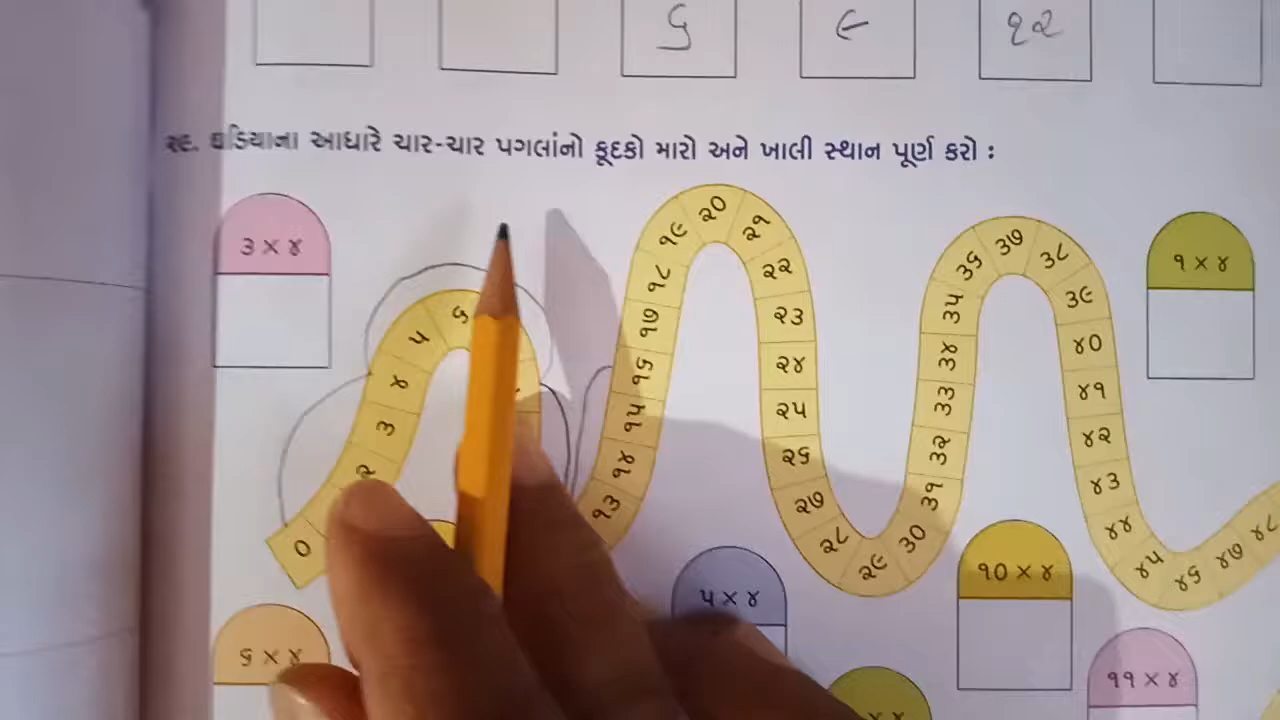 ૬ ૯ ૧૨
૨૯. ઘડિયાના આધારે ચાર-ચાર પગલાંનો કૂદકો મારો અને ખાલી સ્થાન પૂર્ણ કરો :
૩ × ૪
૧ × ૪
૦ ૨ ૩ ૪ ૫ ૬ ૧૩ ૧૪ ૧૫ ૧૬ ૧૭ ૧૮ ૧૯ ૨૦ ૨૧ ૨૨ ૨૩ ૨૪ ૨૫ ૨૬ ૨૭ ૨૮ ૨૯ ૩૦ ૩૧ ૩૨ ૩૩ ૩૪ ૩૫ ૩૬ ૩૭ ૩૮ ૩૯ ૪૦ ૪૧ ૪૨ ૪૩ ૪૪ ૪૫ ૪૬ ૪૭ ૪૮
૫ × ૪
૧૦ × ૪
૬ × ૪
૧૧ × ૪
× ૪